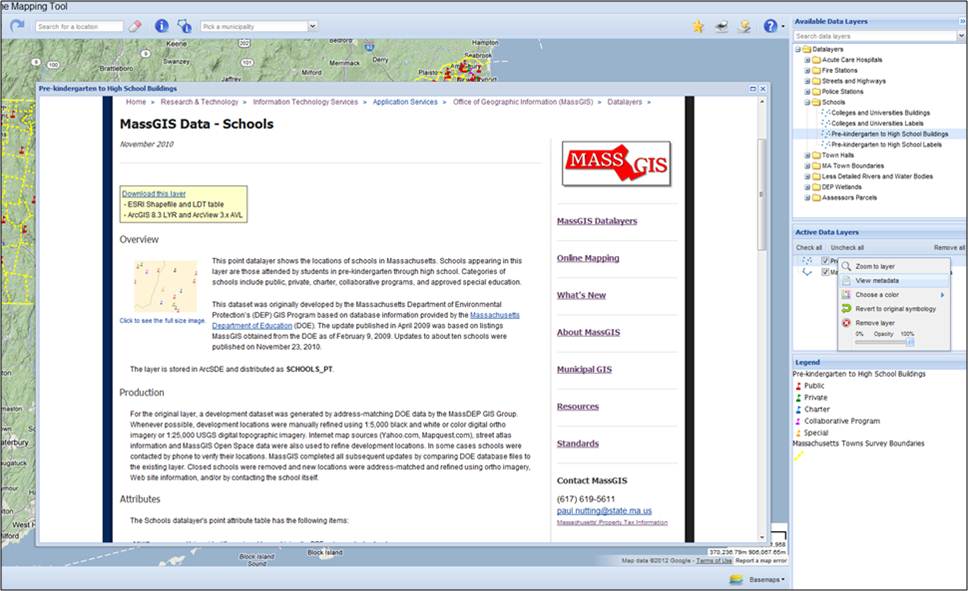 e Mapping Tool
Search for a location
Pick a municipality
Keene
Brattleboro
Swanzey
Jaffrey
Milford
Bedford
Merrimack
Derry
Plaistow
Hampton
Seabrook
100
202
Pre-kindergarten to High School Buildings
Home » Research & Technology » Information Technology Services » Application Services » Office of Geographic Information (MassGIS) » Datalayers »
MassGIS Data - Schools
November 2010
Download this layer
- ESRI Shapefile and LDT table
- ArcGIS 8.3 LYR and ArcView 3.x AVL
Overview
This point datalayer shows the locations of schools in Massachusetts. Schools appearing in this
layer are those attended by students in pre-kindergarten through high school. Categories of
schools include public, private, charter, collaborative programs, and approved special education.
Click to see the full size image.
This dataset was originally developed by the Massachusetts Department of Environmental
Protection's (DEP) GIS Program based on database information provided by the Massachusetts
Department of Education (DOE). The update published in April 2009 was based on listings
MassGIS obtained from the DOE as of February 9, 2009. Updates to about ten schools were
published on November 23, 2010.
The layer is stored in ArcSDE and distributed as SCHOOLS_PT.
Production
For the original layer, a development dataset was generated by address-matching DOE data by the MassDEP GIS Group.
Whenever possible, development locations were manually refined using 1:5,000 black and white or color digital ortho
imagery or 1:25,000 USGS digital topographic imagery. Internet map sources (Yahoo.com, Mapquest.com), street atlas
information and MassGIS Open Space data were also used to refine development locations. In some cases schools were
contacted by phone to verify their locations. MassGIS completed all subsequent updates by comparing DOE database files to
the existing layer. Closed schools were removed and new locations were address-matched and refined using ortho imagery,
Web site information, and/or by contacting the school itself.
Attributes
The Schools datalayer's point attribute table has the following items:
MASS GIS
MassGIS Datalayers
Online Mapping
What's New
About MassGIS
Municipal GIS
Resources
Standards
Contact MassGIS
(617) 619-5611
paul.nutting@state.ma.us
Massachusetts' Property Tax Information
Block Island
Sound
Block Island
370,236.79m 906,067.65m
Map data ©2012 Google - Terms of Use Report a map error
Basemaps
Available Data Layers
Search data layers
Datalayers
Acute Care Hospitals
Fire Stations
Streets and Highways
Police Stations
Schools
Colleges and Universities Buildings
Colleges and Universities Labels
Pre-kindergarten to High School Buildings
Pre-kindergarten to High School Labels
Town Halls
MA Town Boundaries
Less Detailed Rivers and Water Bodies
DEP Wetlands
Assessors Parcels
Active Data Layers
Check all Uncheck all Remove all
Zoom to layer
View metadata
Choose a color
Revert to original symbology
Remove layer
0% Opacity 100%
Legend
Pre-kindergarten to High School Buildings
Public
Private
Charter
Collaborative Program
Special
Massachusetts Towns Survey Boundaries